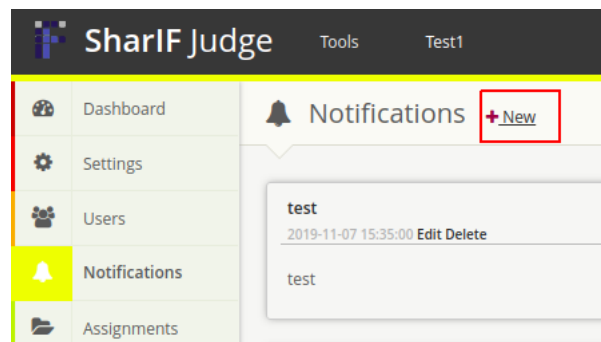 SharIF Judge Tools Test1
Dashboard
Notifications +New
Settings
Users
test
2019-11-07 15:35:00 Edit Delete
Notifications
test
Assignments